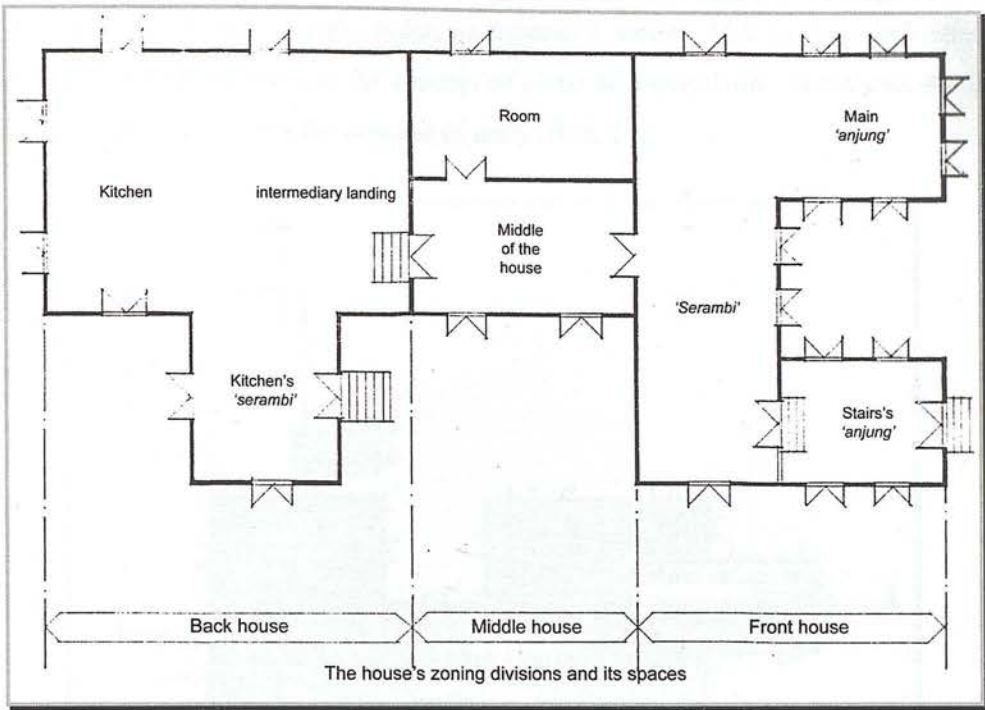 Room
Main
'anjung'
Kitchen
intermediary landing
Middle
of the
house
'Serambi'
Kitchen's
'serambi'
Stairs's
'anjung'
Back house
Middle house
Front house
The house's zoning divisions and its spaces